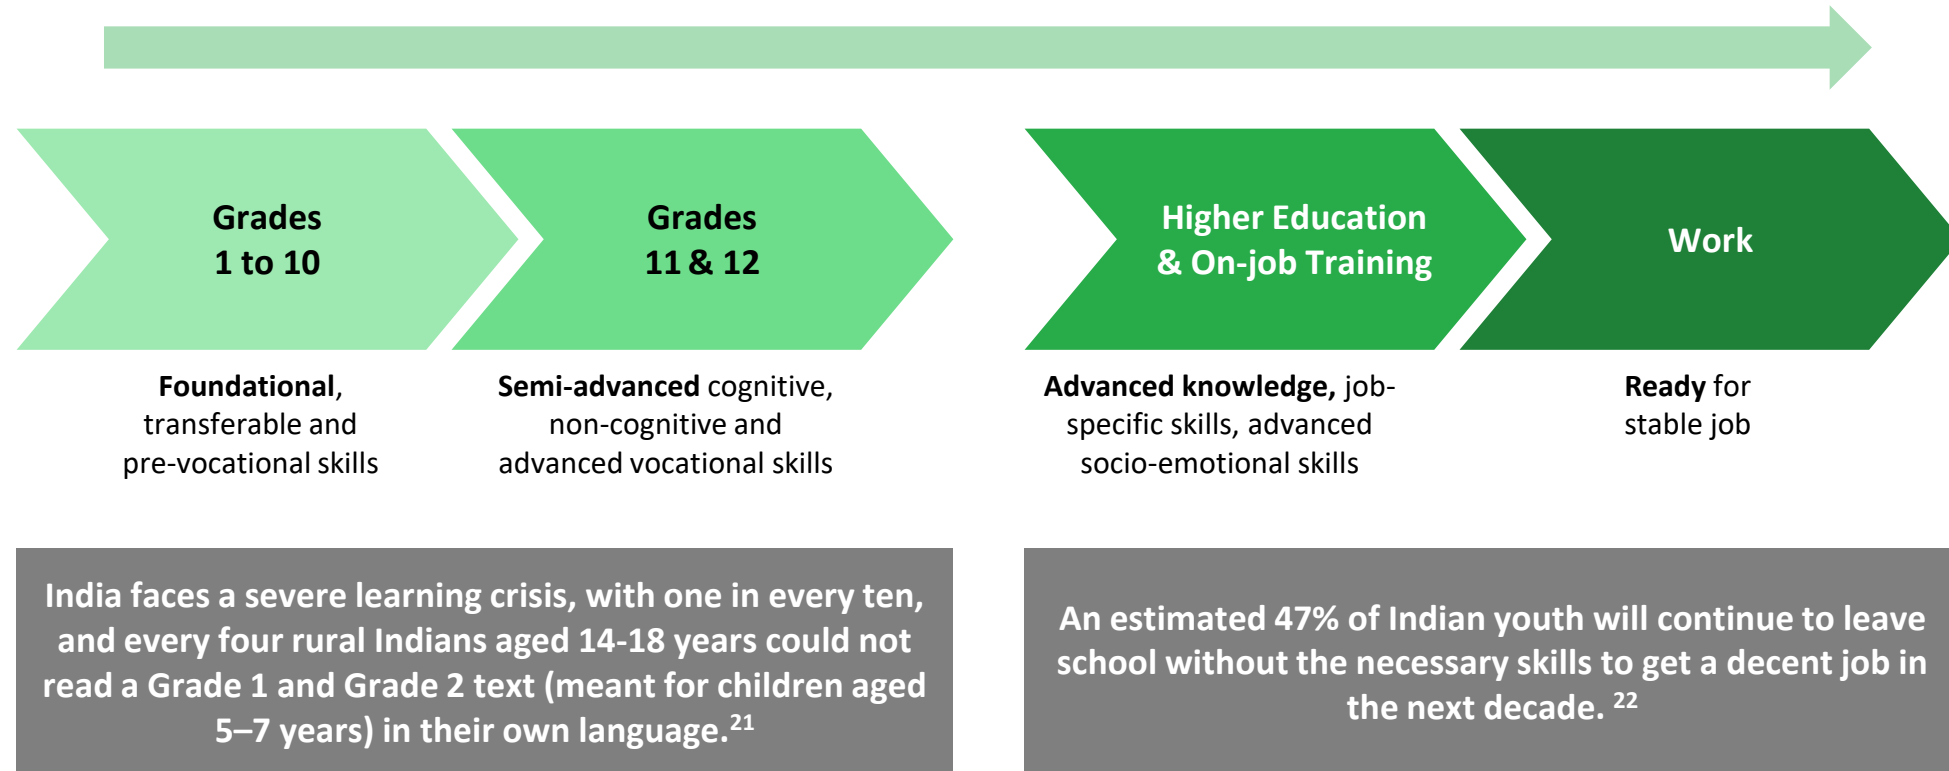 Grades
1 to 10
Grades
11 & 12
Higher Education
& On-job Training
Work
Foundational,
transferable and
pre-vocational skills
Semi-advanced cognitive,
non-cognitive and
advanced vocational skills
Advanced knowledge, job-
specific skills, advanced
socio-emotional skills
Ready for
stable job
India faces a severe learning crisis, with one in every ten,
and every four rural Indians aged 14-18 years could not
read a Grade 1 and Grade 2 text (meant for children aged
5–7 years) in their own language.21
An estimated 47% of Indian youth will continue to leave
school without the necessary skills to get a decent job in
the next decade. 22